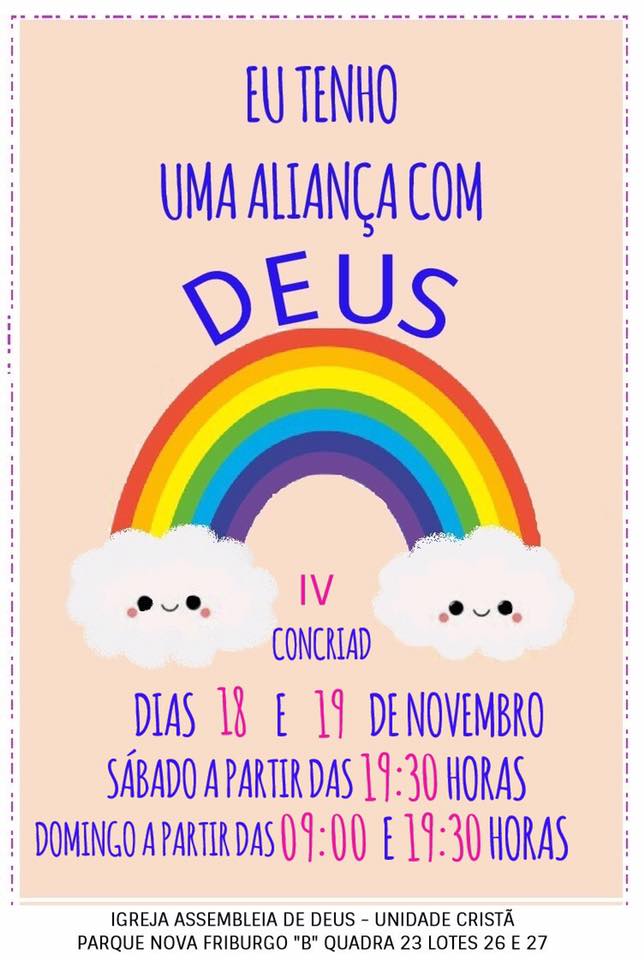 EU TENHO
UMA ALIANÇA COM
DEUS
IV
CONCRIAD
DIAS 18 E 19 DE NOVEMBRO
SÁBADO A PARTIR DAS 19:30 HORAS
DOMINGO A PARTIR DAS 09:00 E 19:30 HORAS
IGREJA ASSEMBLEIA DE DEUS - UNIDADE CRISTÃ
PARQUE NOVA FRIBURGO "B" QUADRA 23 LOTES 26 E 27